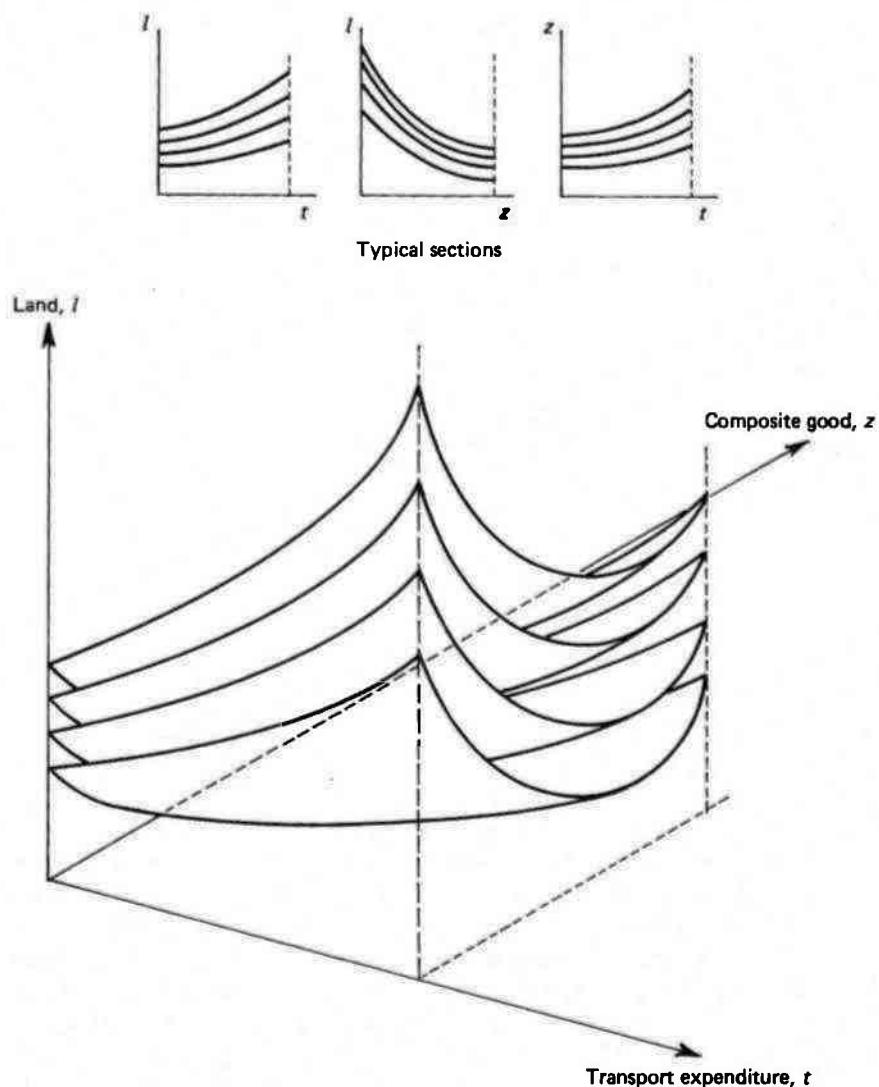 l l z
t z t
Typical sections
Land, l
Composite good, z
Transport expenditure, t